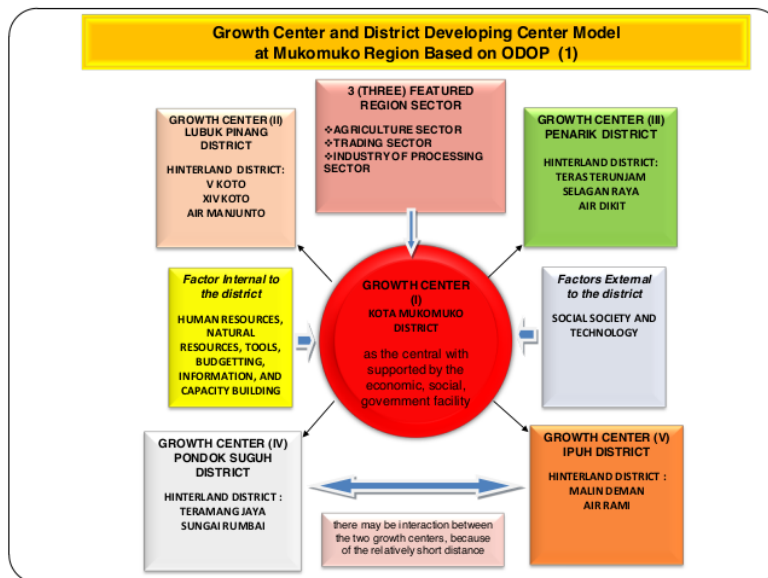 Growth Center and District Developing Center Model
at Mukomuko Region Based on ODOP (1)
3 (THREE) FEATURED
REGION SECTOR
❖AGRICULTURE SECTOR
❖TRADING SECTOR
❖INDUSTRY OF PROCESSING
SECTOR
GROWTH CENTER (II)
LUBUK PINANG
DISTRICT
HINTERLAND DISTRICT:
V KOTO
XIV KOTO
AIR MANJUNTO
GROWTH CENTER (III)
PENARIK DISTRICT
HINTERLAND DISTRICT:
TERAS TERUNJAM
SELAGAN RAYA
AIR DIKIT
Factor Internal to
the district
HUMAN RESOURCES,
NATURAL
RESOURCES, TOOLS,
BUDGETTING,
INFORMATION, AND
CAPACITY BUILDING
GROWTH CENTER
(I)
KOTA MUKOMUKO
DISTRICT
as the central with
supported by the
economic, social,
government facility
Factors External
to the district
SOCIAL SOCIETY AND
TECHNOLOGY
GROWTH CENTER (IV)
PONDOK SUGUH
DISTRICT
HINTERLAND DISTRICT :
TERAMANG JAYA
SUNGAI RUMBAI
GROWTH CENTER (V)
IPUH DISTRICT
HINTERLAND DISTRICT :
MALIN DEMAN
AIR RAMI
there may be interaction between
the two growth centers, because
of the relatively short distance